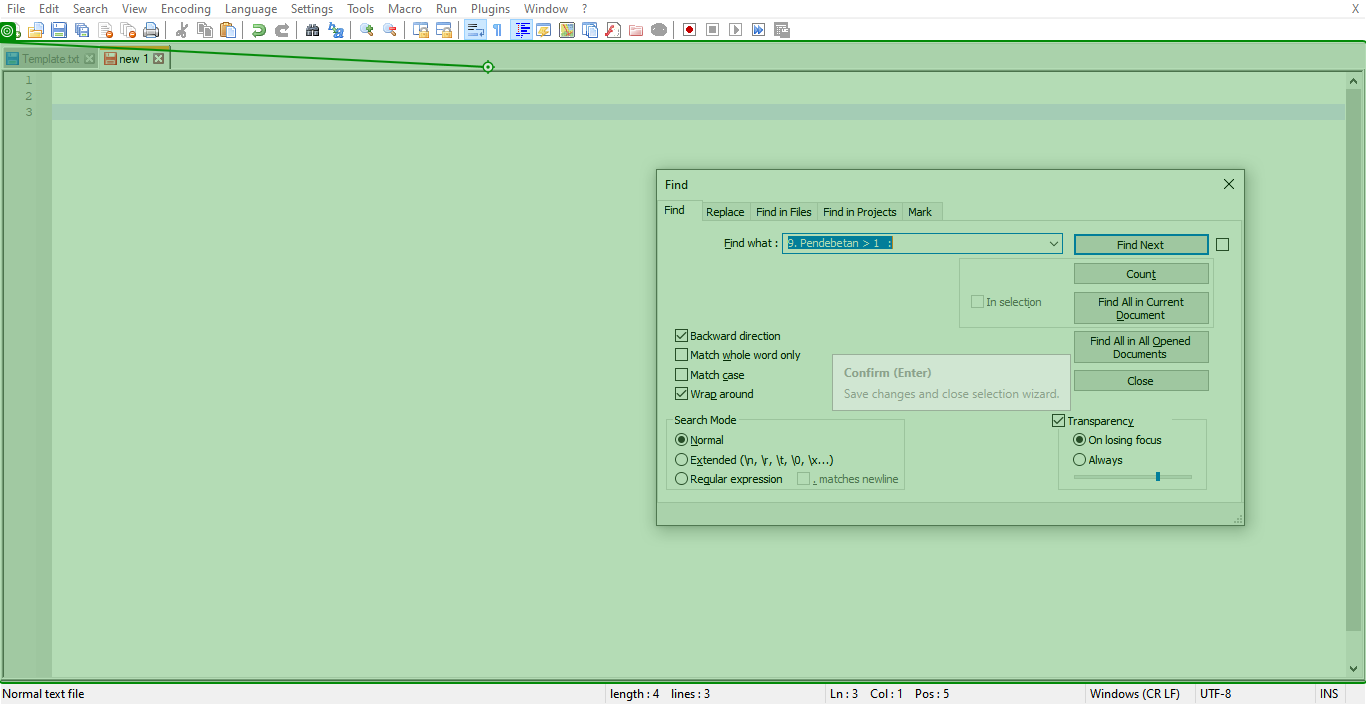 File Edit Search View Encoding Language Settings Tools Macro Run Plugins Window ? X
Template.txt new 1
1
2
3
Find
Find Replace Find in Files Find in Projects Mark
Find what : 9. Pendebetan > 1 : Find Next
Count
In selection
Find All in Current
Document
Backward direction
Find All in All Opened
Documents
Match whole word only
Match case
Confirm (Enter)
Save changes and close selection wizard.
Close
Wrap around
Search Mode
Transparency
Normal
On losing focus
Extended (\n, \r, \t, \0, \x...)
Always
Regular expression . matches newline
Normal text file length : 4 lines : 3 Ln : 3 Col : 1 Pos : 5 Windows (CR LF) UTF-8 INS